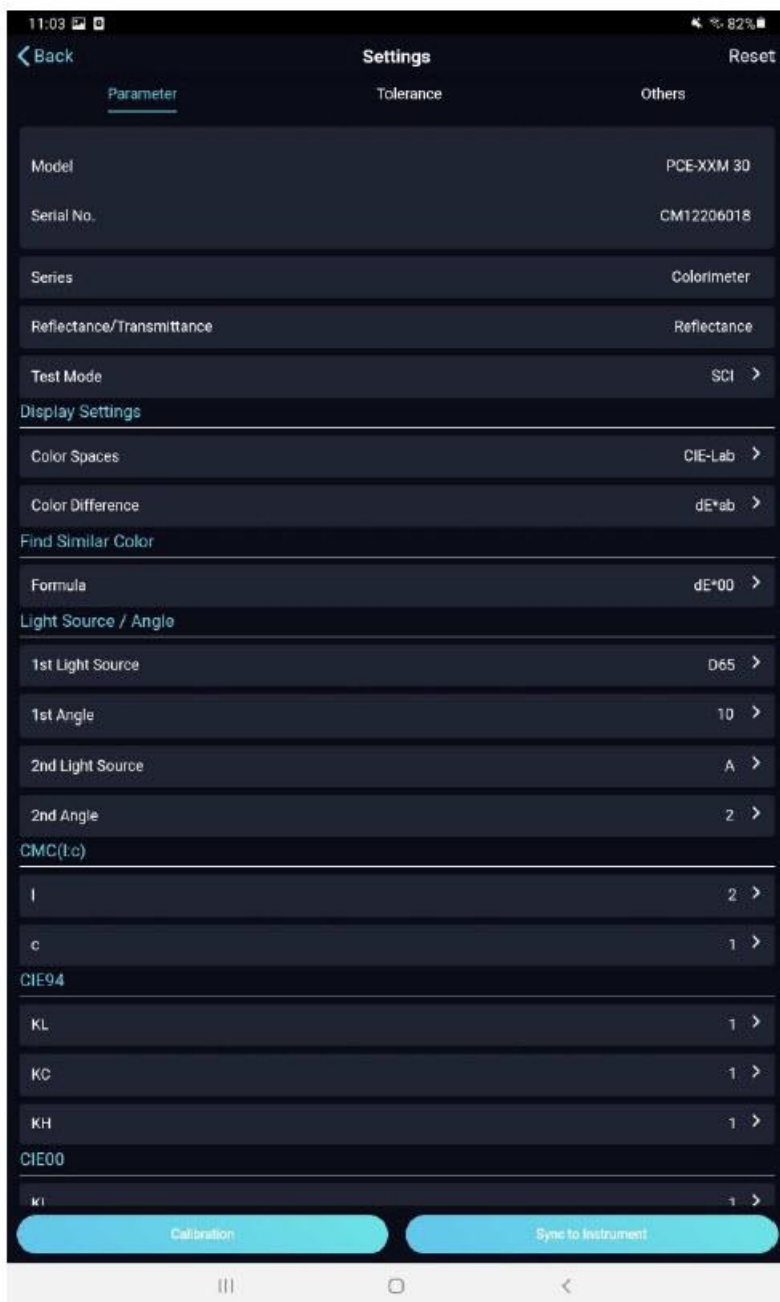 11:03 82%
Back Settings Reset
Parameter Tolerance Others
Model PCE-XXM 30
Serial No. CM12206018
Series Colorimeter
Reflectance/Transmittance Reflectance
Test Mode SCI
Display Settings
Color Spaces CIE-Lab
Color Difference dE*ab
Find Similar Color
Formula dE*00
Light Source / Angle
1st Light Source D65
1st Angle 10
2nd Light Source A
2nd Angle 2
CMC(l:c)
l 2
c 1
CIE94
KL 1
KC 1
KH 1
CIE00
KL 1
Calibration Sync to Instrument